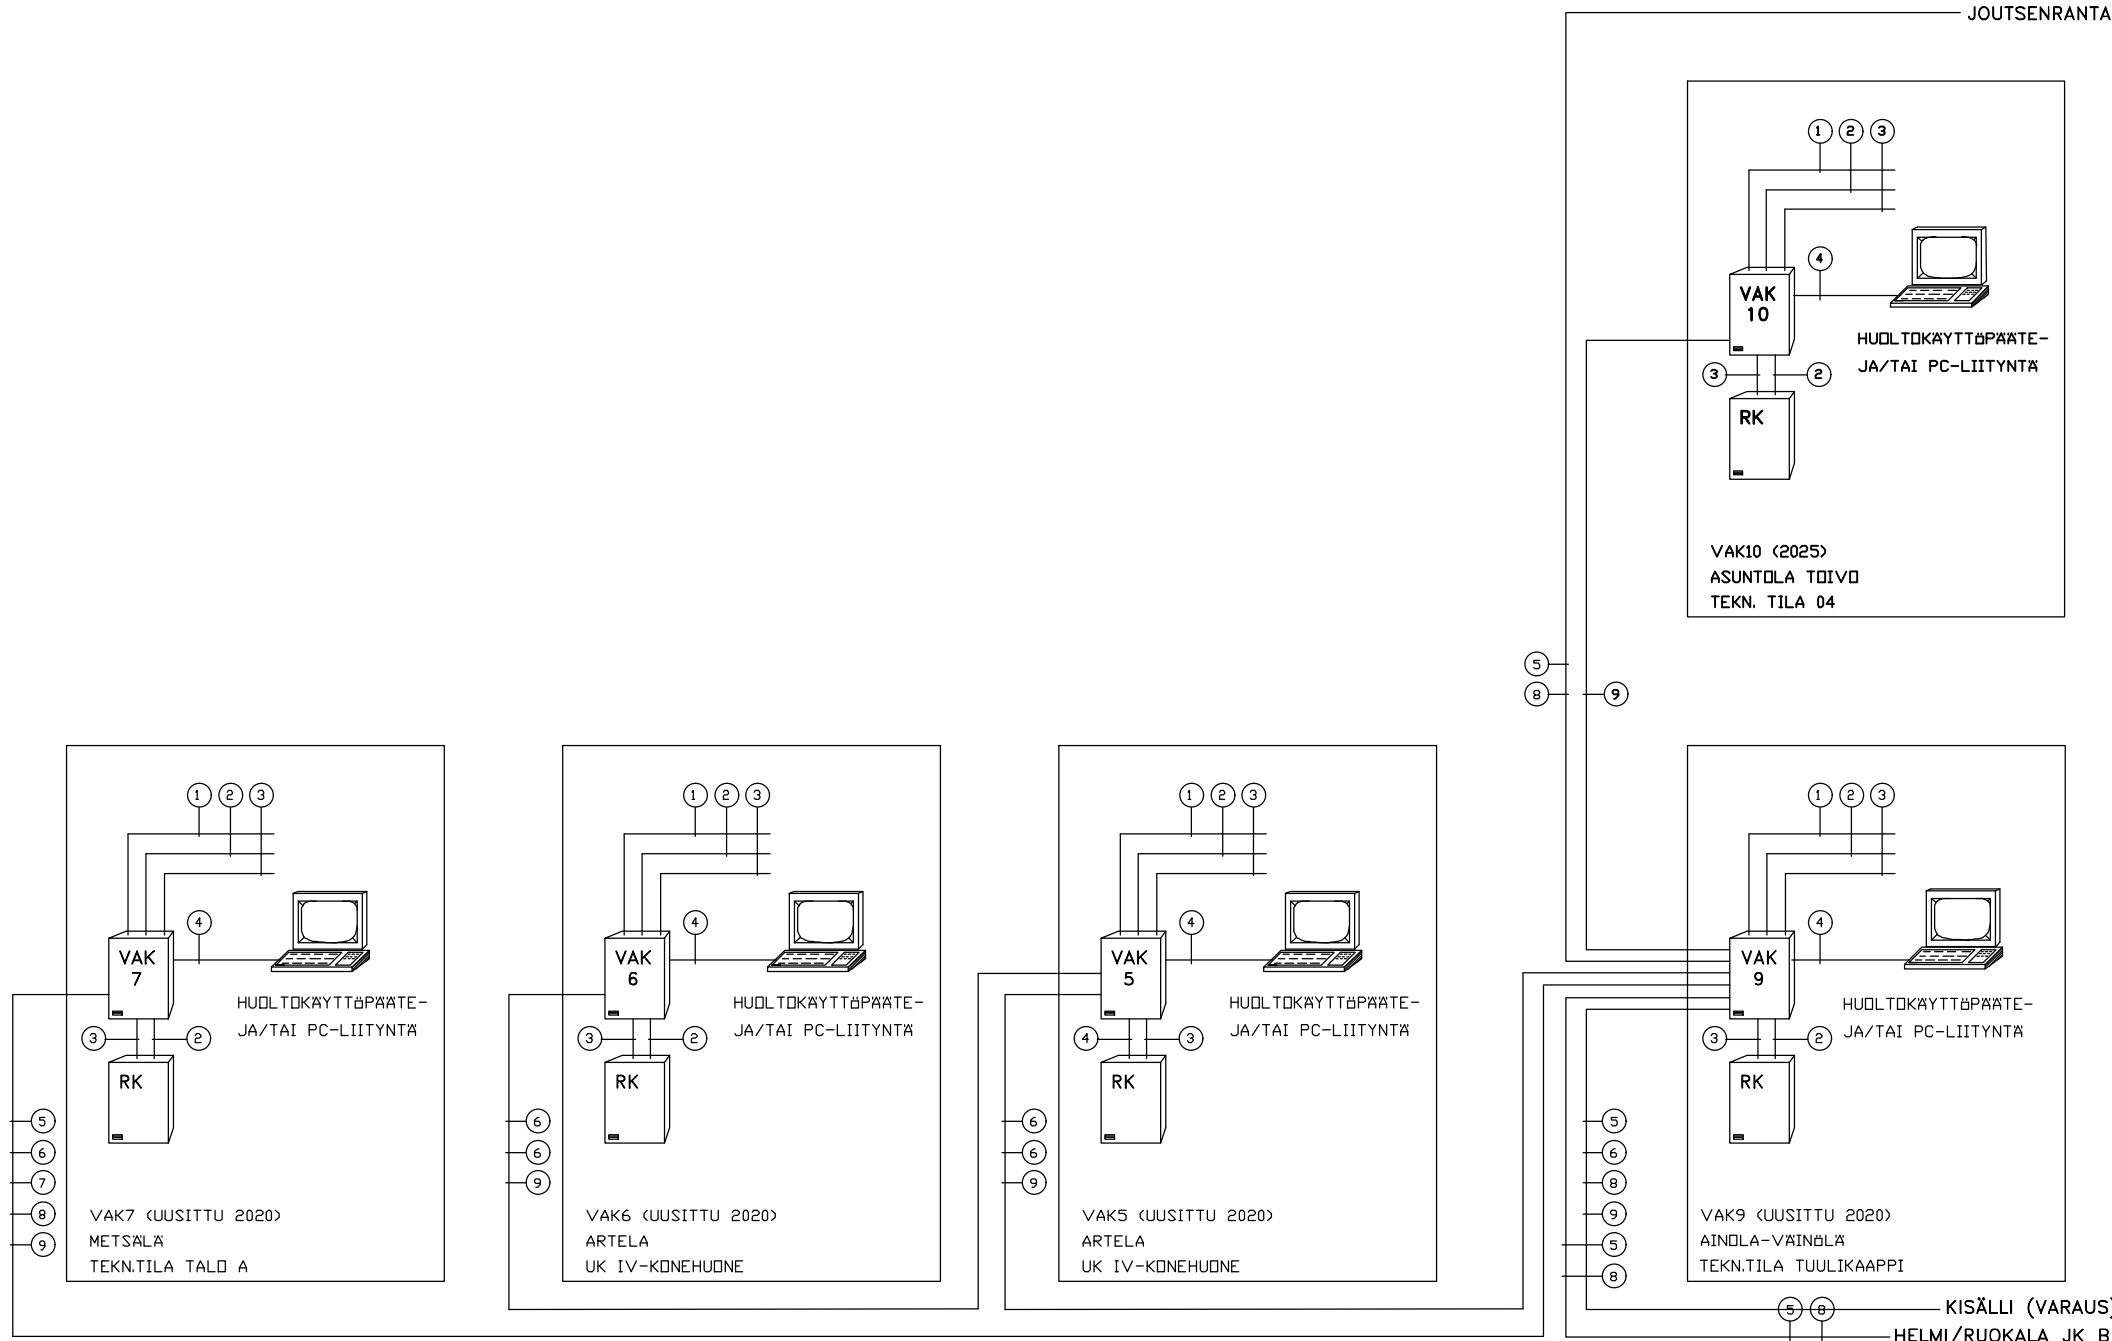 JOUTSENRANTA
1 2 3
4
VAK
10
HUOLTOKÄYTTÖPÄÄTE-
JA/TAI PC-LIITYNTÄ
3 2
RK
VAK10 (2025)
ASUNTOLA TOIVO
TEKN. TILA 04
5
8 9
1 2 3
4
VAK
7
HUOLTOKÄYTTÖPÄÄTE-
JA/TAI PC-LIITYNTÄ
3 2
RK
5
6
7
8
9
VAK7 (UUSITTU 2020)
METSÄLÄ
TEKN.TILA TALO A
1 2 3
4
VAK
6
HUOLTOKÄYTTÖPÄÄTE-
JA/TAI PC-LIITYNTÄ
3 2
RK
6
6
9
VAK6 (UUSITTU 2020)
ARTELA
UK IV-KONEHUONE
1 2 3
4
VAK
5
HUOLTOKÄYTTÖPÄÄTE-
JA/TAI PC-LIITYNTÄ
4 3
RK
6
6
9
VAK5 (UUSITTU 2020)
ARTELA
UK IV-KONEHUONE
1 2 3
4
VAK
9
HUOLTOKÄYTTÖPÄÄTE-
JA/TAI PC-LIITYNTÄ
3 2
RK
5
6
8
9
5
8
VAK9 (UUSITTU 2020)
AINOLA-VÄINÖLÄ
TEKN.TILA TUULIKAAPPI
5 8
KISÄLLI (VARAUS)
HELMI/RUOKALA JK B